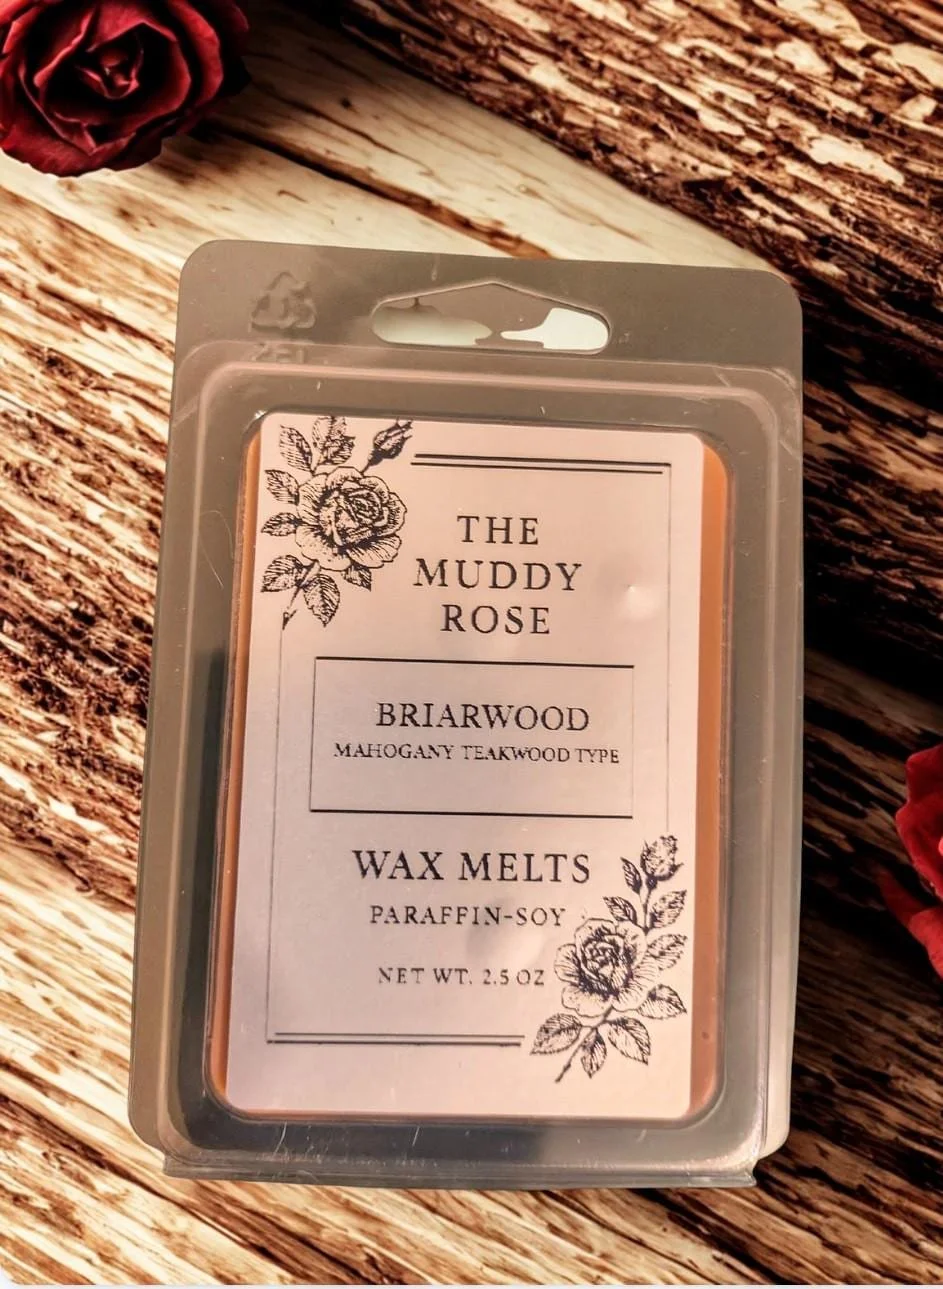 THE
MUDDY
ROSE
BRIARWOOD
MAHOGANY TEAKWOOD TYPE
WAX MELTS
PARAFFIN-SOY
NET WT. 2.5 OZ